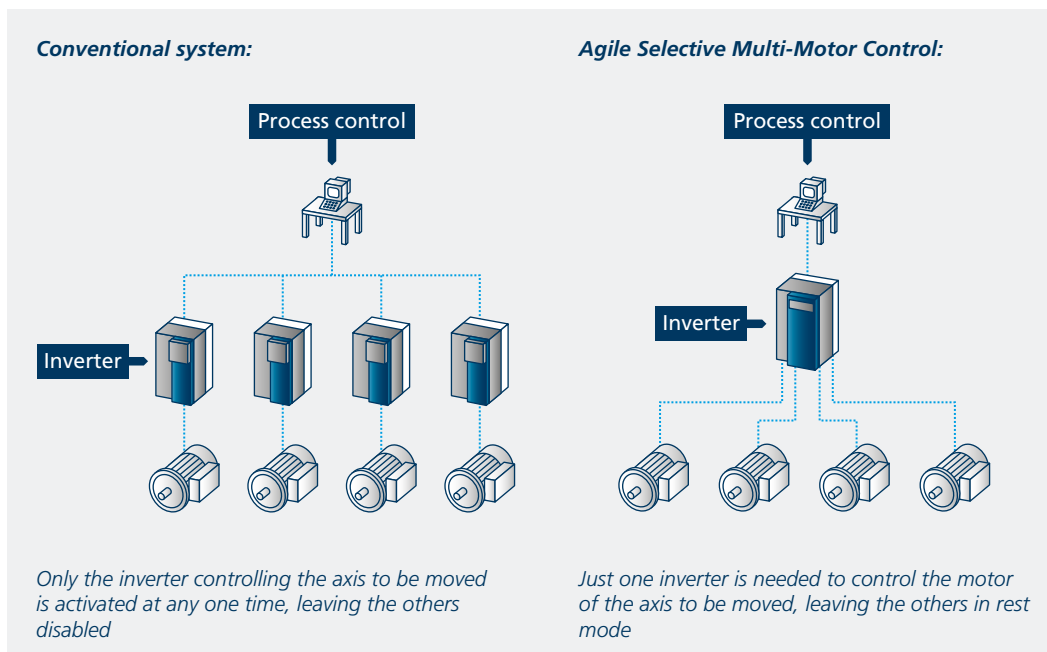 Conventional system:
Process control
Inverter
Only the inverter controlling the axis to be moved
is activated at any one time, leaving the others
disabled
Agile Selective Multi-Motor Control:
Process control
Inverter
Just one inverter is needed to control the motor
of the axis to be moved, leaving the others in rest
mode